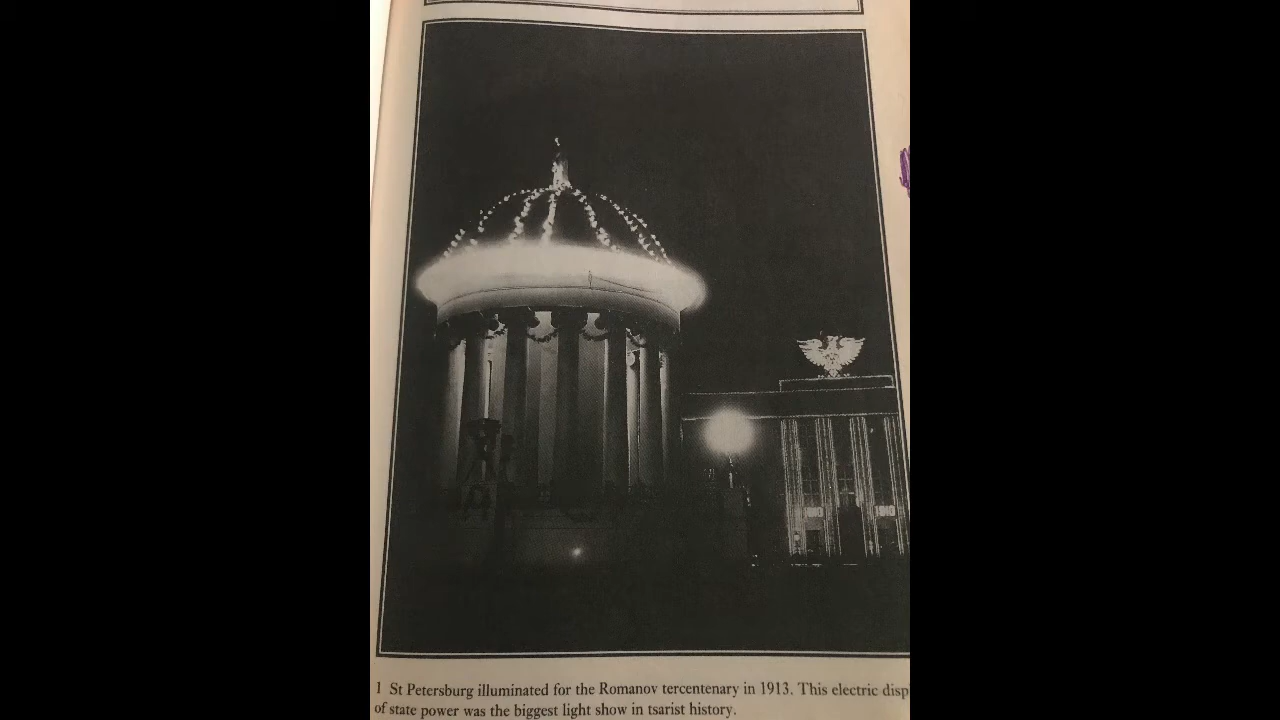 1 St Petersburg illuminated for the Romanov tercentenary in 1913. This electric disp
of state power was the biggest light show in tsarist history.